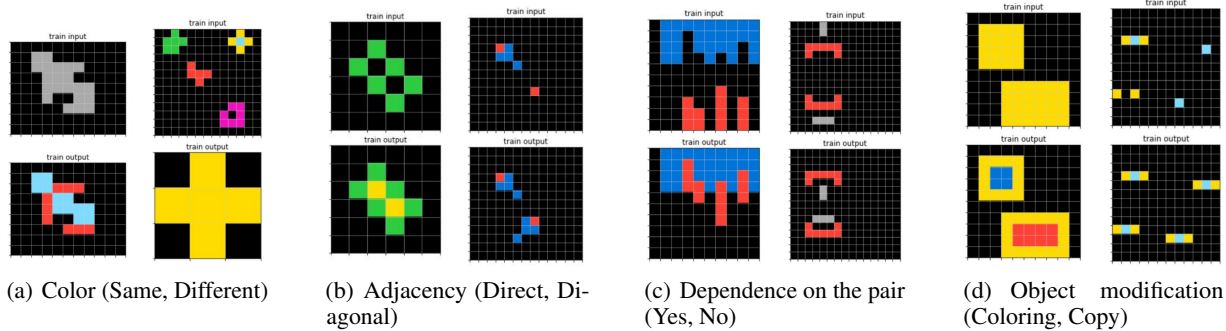 train input
train input
train output
train output
(a) Color (Same, Different)
train input
train input
train output
train output
(b) Adjacency (Direct, Di-
agonal)
train input
train input
train output
train output
(c) Dependence on the pair
(Yes, No)
train input
train input
train output
train output
(d) Object modification
(Coloring, Copy)